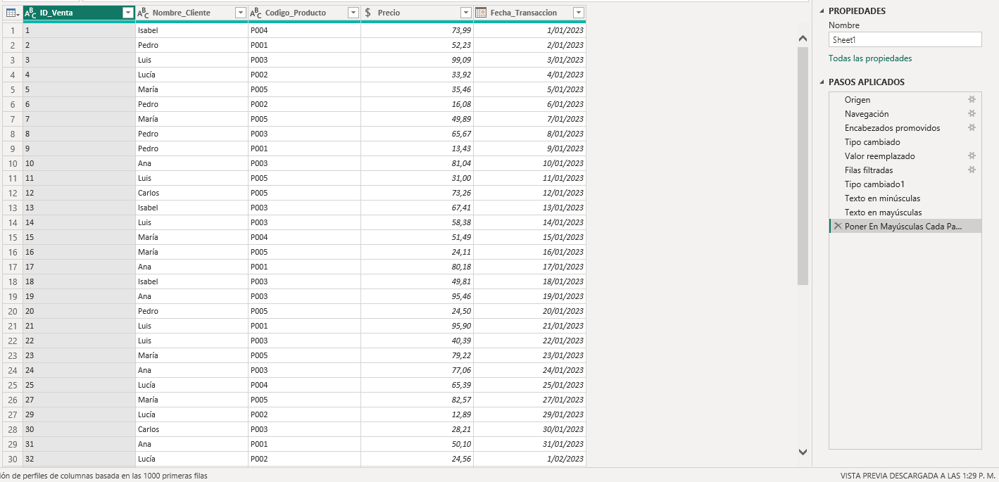 ABC ID_Venta ABC Nombre_Cliente ABC Codigo_Producto $ Precio Fecha_Transaccion
1 1 Isabel P004 73,99 1/01/2023
2 2 Pedro P001 52,23 2/01/2023
3 3 Luis P003 99,09 3/01/2023
4 4 Lucía P002 33,92 4/01/2023
5 5 María P005 35,46 5/01/2023
6 6 Pedro P002 16,08 6/01/2023
7 7 María P005 49,89 7/01/2023
8 8 Pedro P003 65,67 8/01/2023
9 9 Pedro P001 13,43 9/01/2023
10 10 Ana P003 81,04 10/01/2023
11 11 Luis P005 31,00 11/01/2023
12 12 Carlos P005 73,26 12/01/2023
13 13 Isabel P003 67,41 13/01/2023
14 14 Luis P003 58,38 14/01/2023
15 15 María P004 51,49 15/01/2023
16 16 María P005 24,11 16/01/2023
17 17 Ana P001 80,18 17/01/2023
18 18 Isabel P003 49,81 18/01/2023
19 19 Ana P003 95,46 19/01/2023
20 20 Pedro P005 24,50 20/01/2023
21 21 Luis P001 95,90 21/01/2023
22 22 Luis P003 40,39 22/01/2023
23 23 María P005 79,22 23/01/2023
24 24 Ana P003 77,06 24/01/2023
25 25 Lucía P004 65,39 25/01/2023
26 27 María P005 82,57 27/01/2023
27 29 Lucía P002 12,89 29/01/2023
28 30 Carlos P003 28,21 30/01/2023
29 31 Ana P001 50,10 31/01/2023
30 32 Lucía P002 24,56 1/02/2023
PROPIEDADES
Nombre
Sheet1
Todas las propiedades
PASOS APLICADOS
Origen
Navegación
Encabezados promovidos
Tipo cambiado
Valor reemplazado
Filas filtradas
Tipo cambiado1
Texto en minúsculas
Texto en mayúsculas
Poner En Mayúsculas Cada Pa...
ión de perfiles de columnas basada en las 1000 primeras filas
VISTA PREVIA DESCARGADA A LAS 1:29 P. M.